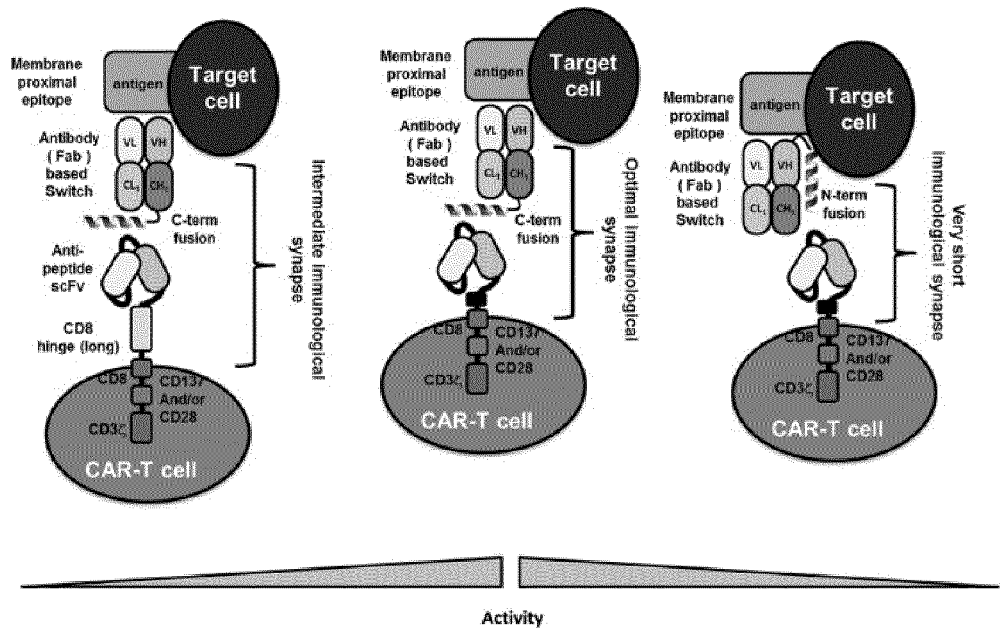 Membrane
proximal
epitope
antigen
Target
cell
Antibody
( Fab )
based
Switch
VL
VH
CL₁
CH₁
C-term
fusion
Anti-
peptide
scFv
CD8
hinge (long)
Intermediate immunological
synapse
CD8
CD137
And/or
CD28
CD3ζ
CAR-T cell
Membrane
proximal
epitope
antigen
Target
cell
Antibody
( Fab )
based
Switch
VL
VH
CL₁
CH₁
C-term
fusion
Optimal immunological
synapse
CD8
CD137
And/or
CD28
CD3ζ
CAR-T cell
Membrane
proximal
epitope
antigen
Target
cell
Antibody
( Fab )
based
Switch
VL
VH
CL₁
CH₁
N-term
fusion
Very short
immunological synapse
CD8
CD137
And/or
CD28
CD3ζ
CAR-T cell
Activity